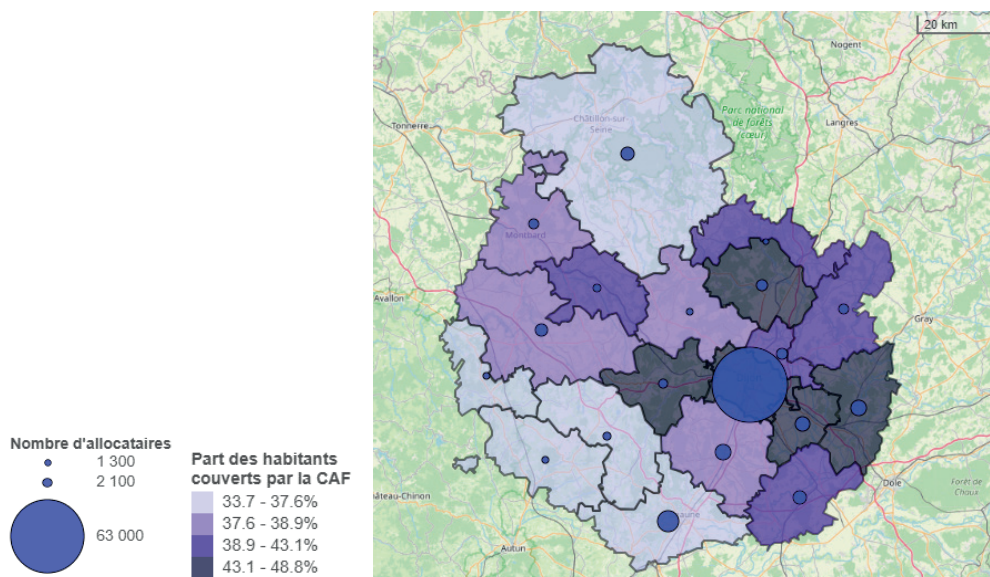 20 km
Nogent
Parc national
de forêts
(cœur)
Châtillon-sur-
Seine
Tonnerre
Langres
Montbard
Avallon
Gray
Dole
Forêt de
Chaux
Autun
Nombre d'allocataires
1 300
2 100
63 000
Part des habitants
couverts par la CAF
33.7 - 37.6%
37.6 - 38.9%
38.9 - 43.1%
43.1 - 48.8%
âteau-Chinon
aune